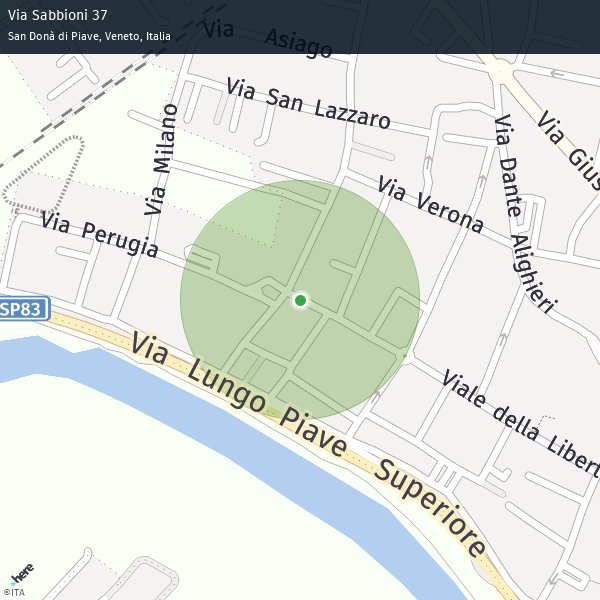 Via Sabbioni 37
San Donà di Piave, Veneto, Italia
Via Asiago
Via San Lazzaro
Via Milano
Via Verona
Via Dante Alighieri
Via Gius
Via Perugia
SP83
Via Lungo Piave Superiore
Viale della Libert
here
©ITA